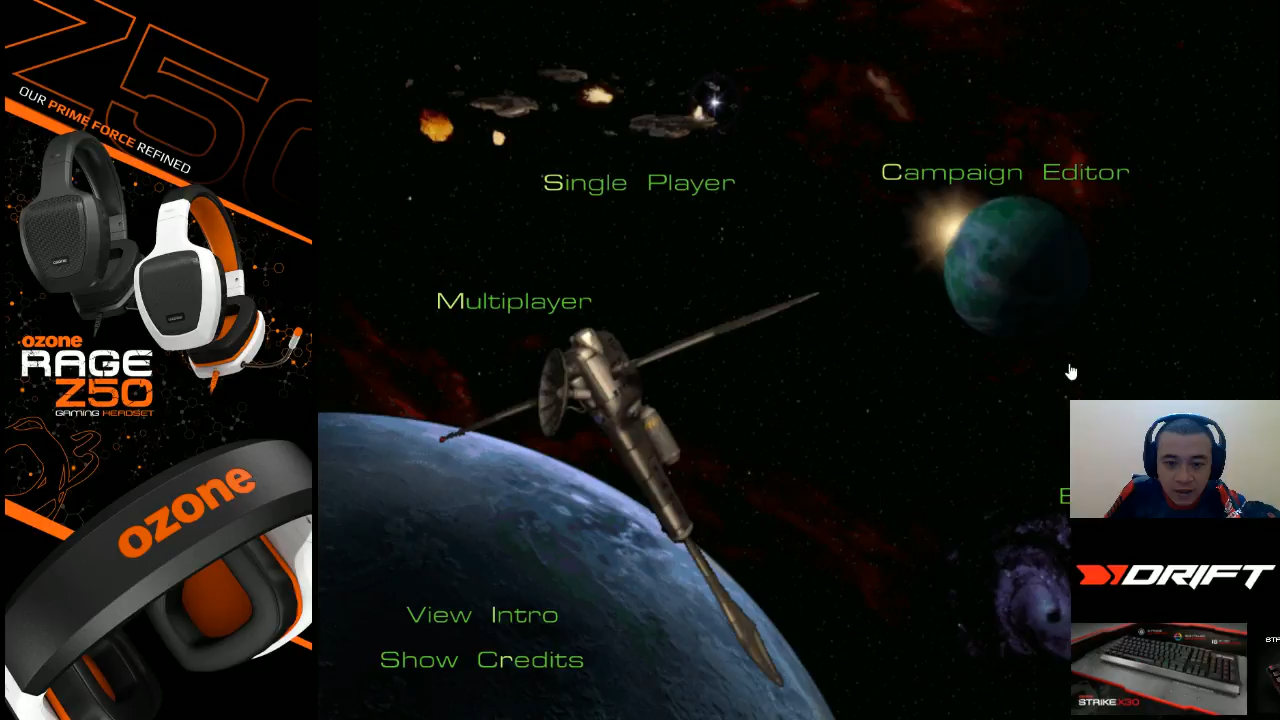 Z50
OUR PRIME FORCE REFINED
ozone
RAGE
Z50
GAMING HEADSET
ozone
Single Player
Campaign Editor
Multiplayer
E
View Intro
Show Credits
DRIFT
STRIKE X30